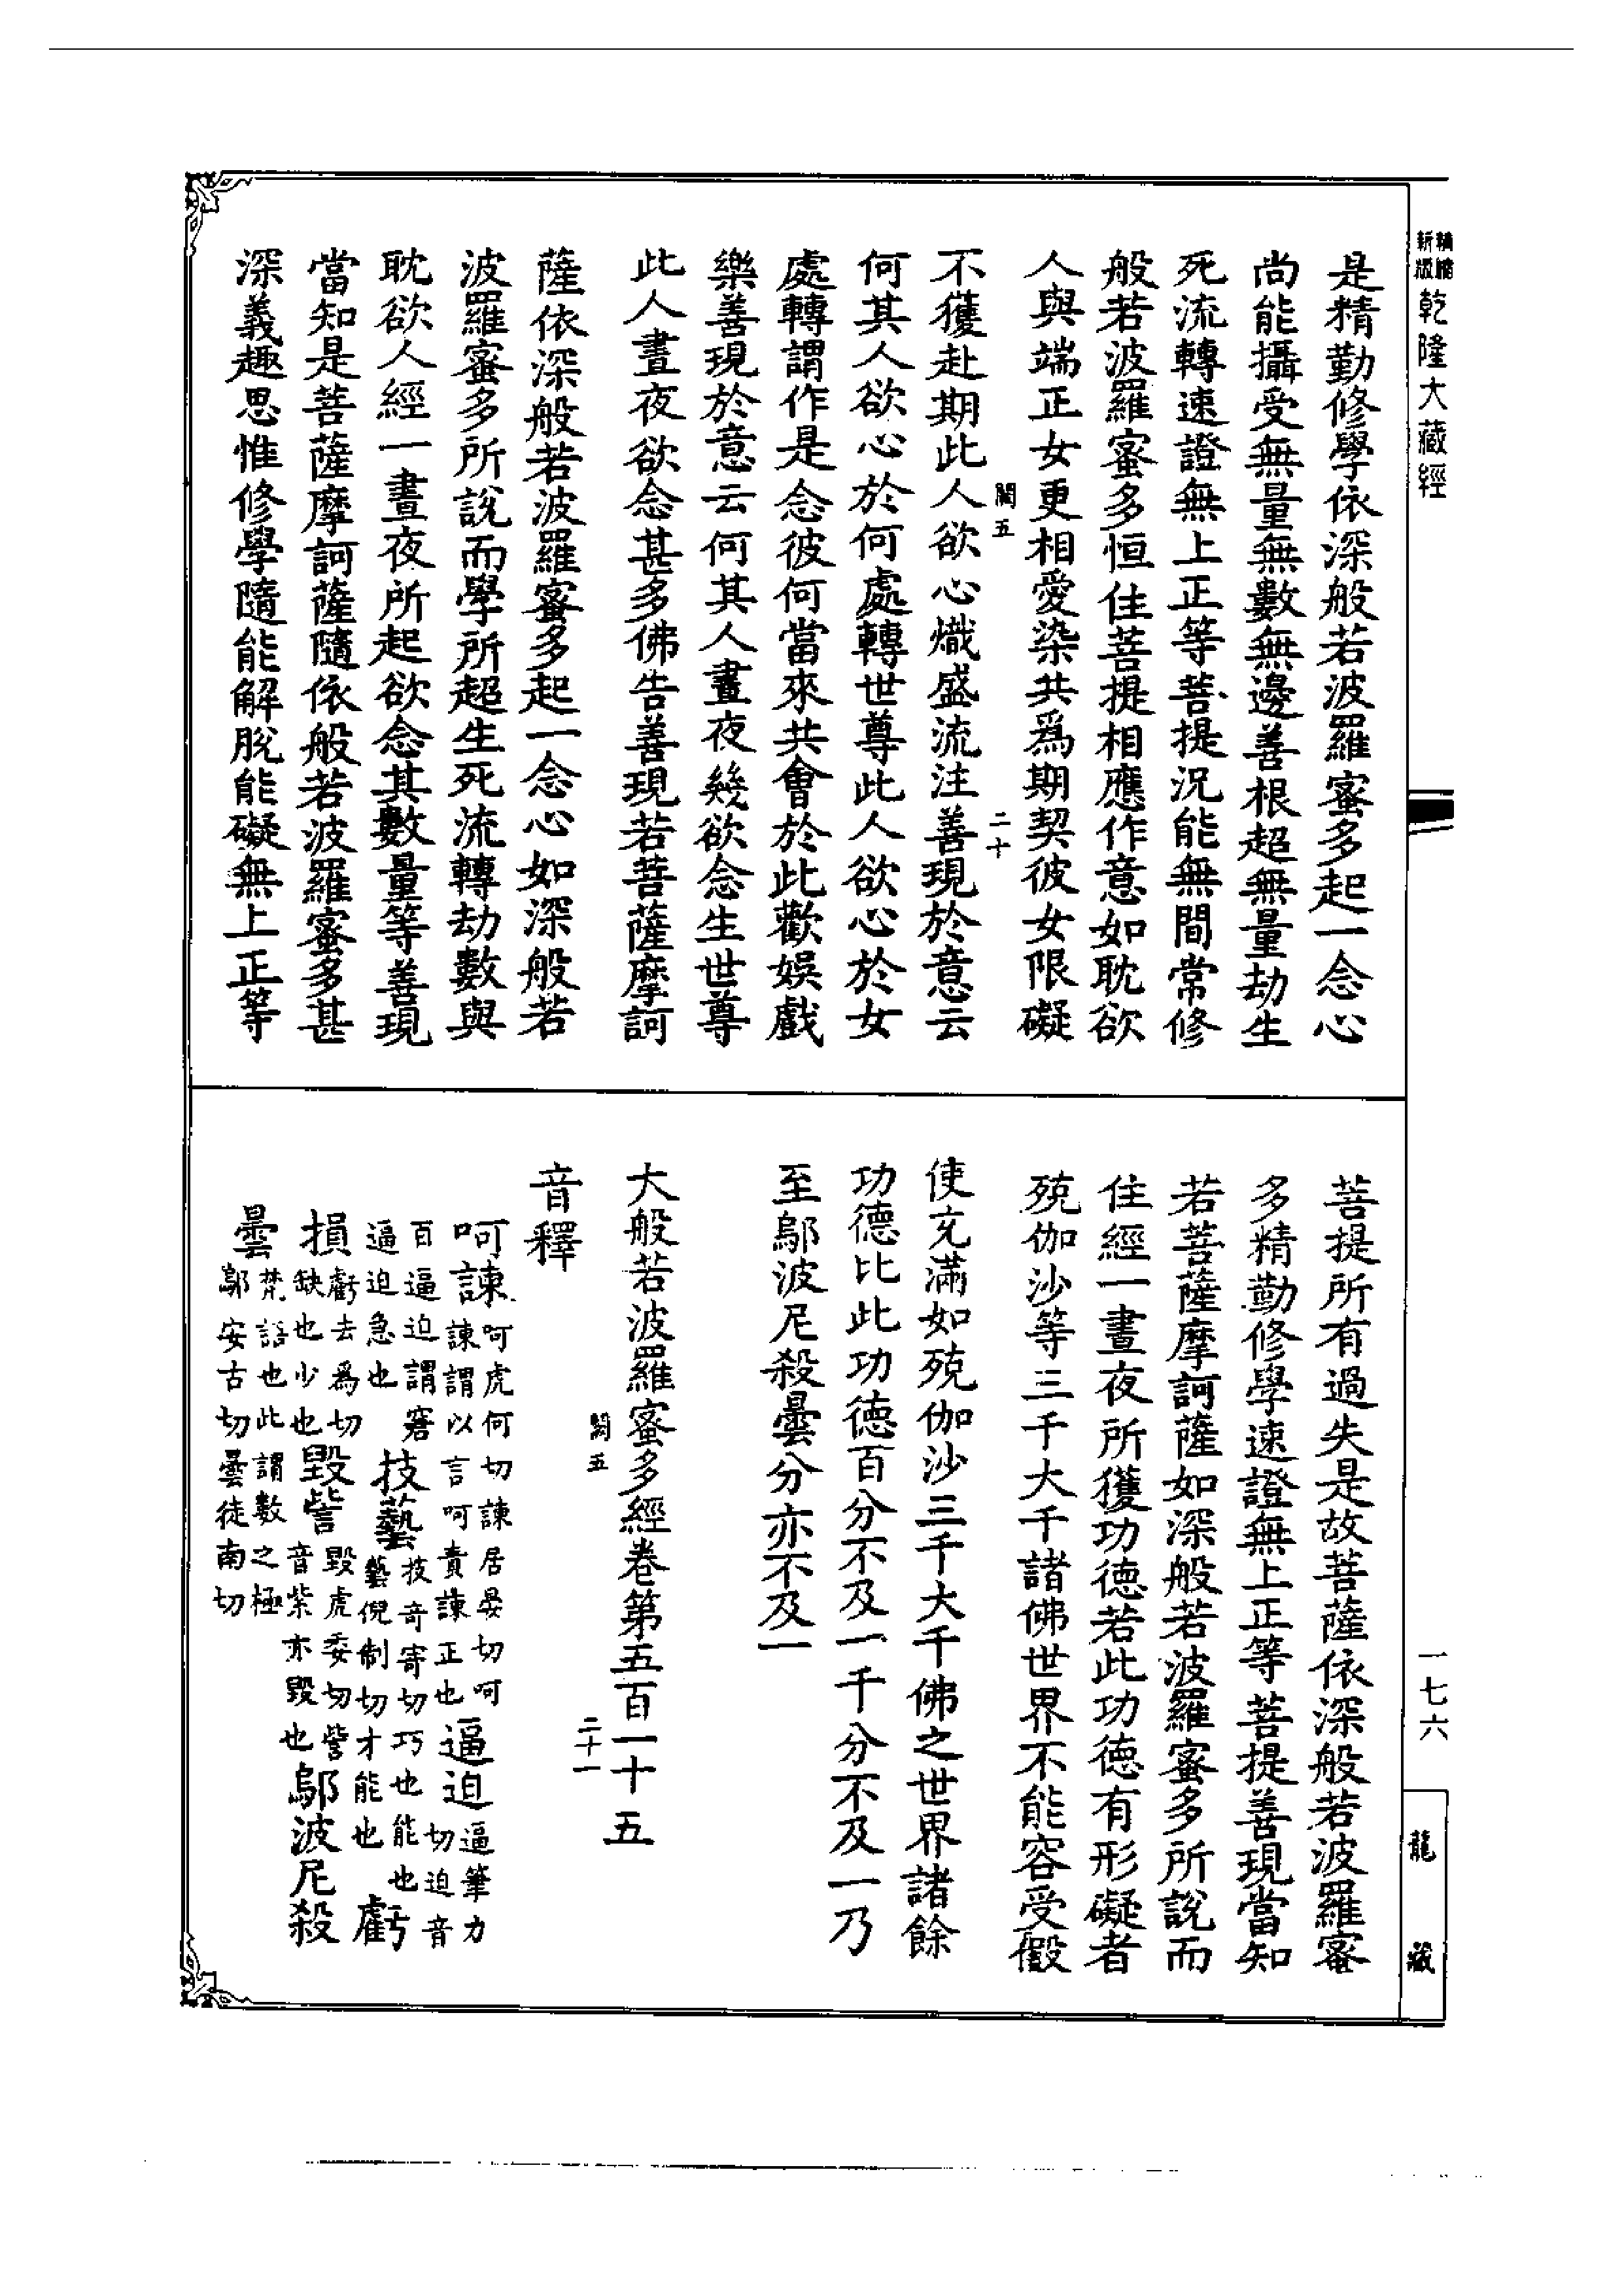 精縮新版
乾隆大藏經
是精勤修學依深般若波羅蜜多起一念心
尚能攝受無量無數無邊善根超無量劫生
死流轉速證無上正等菩提況能無間常修
般若波羅蜜多恒住菩提相應作意如耽欲
人與端正女更相愛染共爲期契彼女限礙
闕五
二十
不獲赴期此人欲心熾盛流注善現於意云
何其人欲心於何處轉世尊此人欲心於女
處轉謂作是念彼何當來共會於此歡娛戲
樂善現於意云何其人晝夜幾欲念生世尊
此人晝夜欲念甚多佛告善現若菩薩摩訶
薩依深般若波羅蜜多起一念心如深般若
波羅蜜多所說而學所超生死流轉劫數與
耽欲人經一晝夜所起欲念其數量等善現
當知是菩薩摩訶薩隨依般若波羅蜜多甚
深義趣思惟修學隨能解脫能礙無上正等
一七六
龍藏
菩提所有過失是故菩薩依深般若波羅蜜
多精勤修學速證無上正等菩提善現當知
若菩薩摩訶薩如深般若波羅蜜多所說而
住經一晝夜所獲功德若此功德有形礙者
殑伽沙等三千大千諸佛世界不能容受假
使充滿如殑伽沙三千大千佛之世界諸餘
功德比此功德百分不及一千分不及一乃
至鄔波尼殺曇分亦不及一
大般若波羅蜜多經卷第五百一十五
闕五
二十一
音釋
呵諫呵虎何切諫居晏切呵諫謂以言呵責諫正也逼迫逼筆力切迫音
百逼迫謂窘逼迫急也技藝技奇寄切巧也能也藝倪制切才能也虧
損虧去爲切缺也少也毀訾毀虎委切訾音紫亦毀也鄔波尼殺
曇梵語也此謂數之極鄔安古切曇徒南切